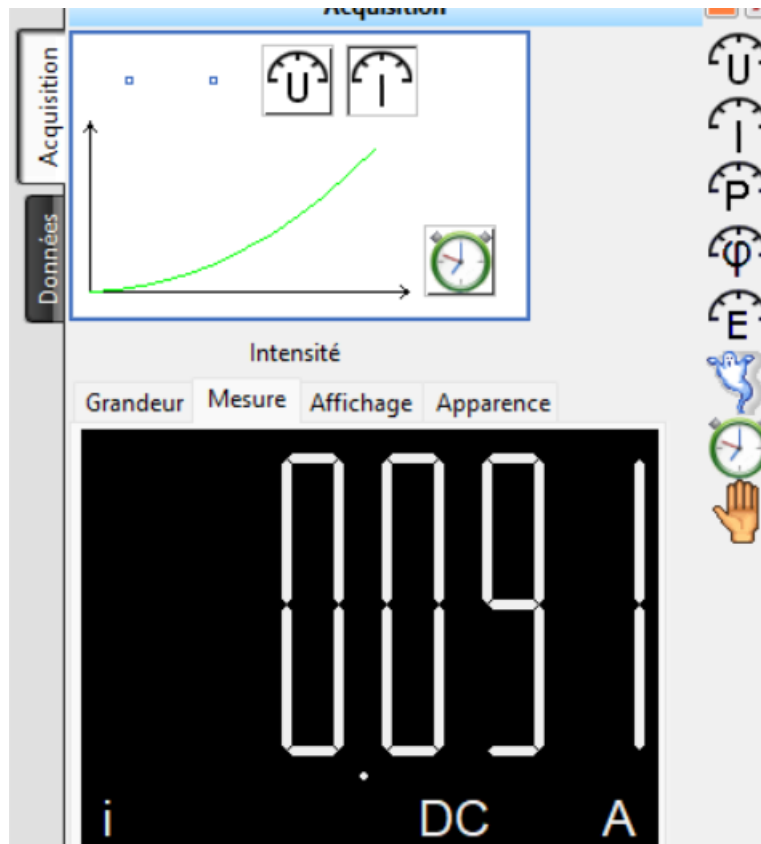 Acquisition
Acquisition
Données
U
I
U
I
P
φ
E
Intensité
Grandeur Mesure Affichage Apparence
0.091
i DC A